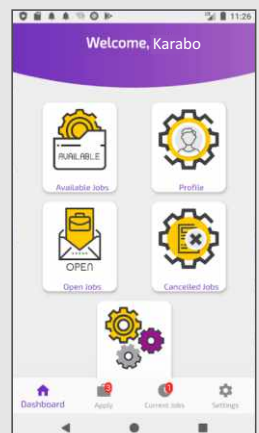 11:26
Welcome, Karabo
AVAILABLE
Available Jobs
Profile
OPEN
Open Jobs
Cancelled Jobs
Dashboard
Apply
Current Jobs
Settings